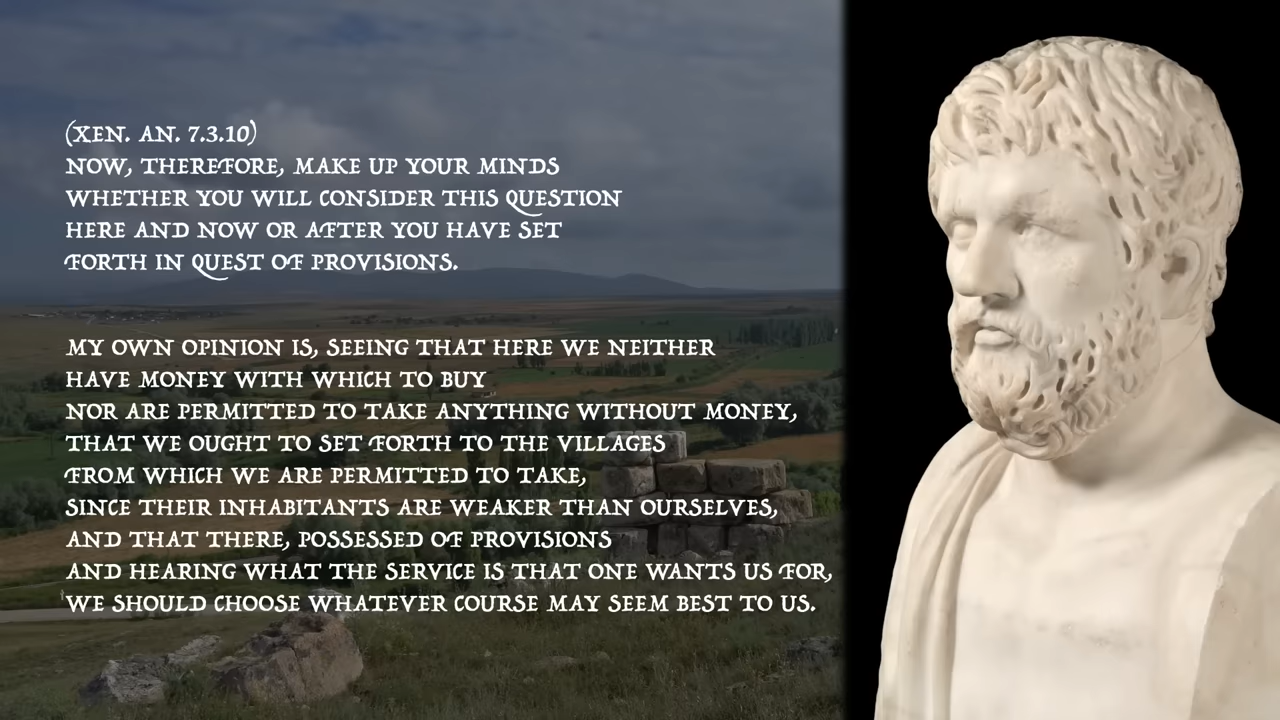 (XEN. AN. 7.3.10)
NOW, THEREFORE, MAKE UP YOUR MINDS
WHETHER YOU WILL CONSIDER THIS QUESTION
HERE AND NOW OR AFTER YOU HAVE SET
FORTH IN QUEST OF PROVISIONS.
MY OWN OPINION IS, SEEING THAT HERE WE NEITHER
HAVE MONEY WITH WHICH TO BUY
NOR ARE PERMITTED TO TAKE ANYTHING WITHOUT MONEY,
THAT WE OUGHT TO SET FORTH TO THE VILLAGES
FROM WHICH WE ARE PERMITTED TO TAKE,
SINCE THEIR INHABITANTS ARE WEAKER THAN OURSELVES,
AND THAT THERE, POSSESSED OF PROVISIONS
AND HEARING WHAT THE SERVICE IS THAT ONE WANTS US FOR,
WE SHOULD CHOOSE WHATEVER COURSE MAY SEEM BEST TO US.